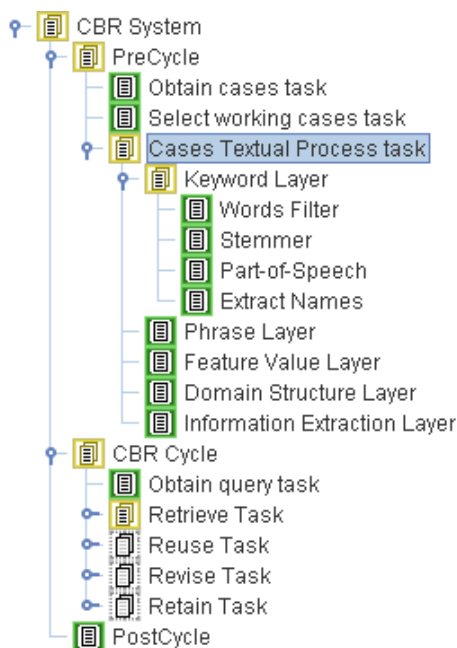 CBR System
PreCycle
Obtain cases task
Select working cases task
Cases Textual Process task
Keyword Layer
Words Filter
Stemmer
Part-of-Speech
Extract Names
Phrase Layer
Feature Value Layer
Domain Structure Layer
Information Extraction Layer
CBR Cycle
Obtain query task
Retrieve Task
Reuse Task
Revise Task
Retain Task
PostCycle